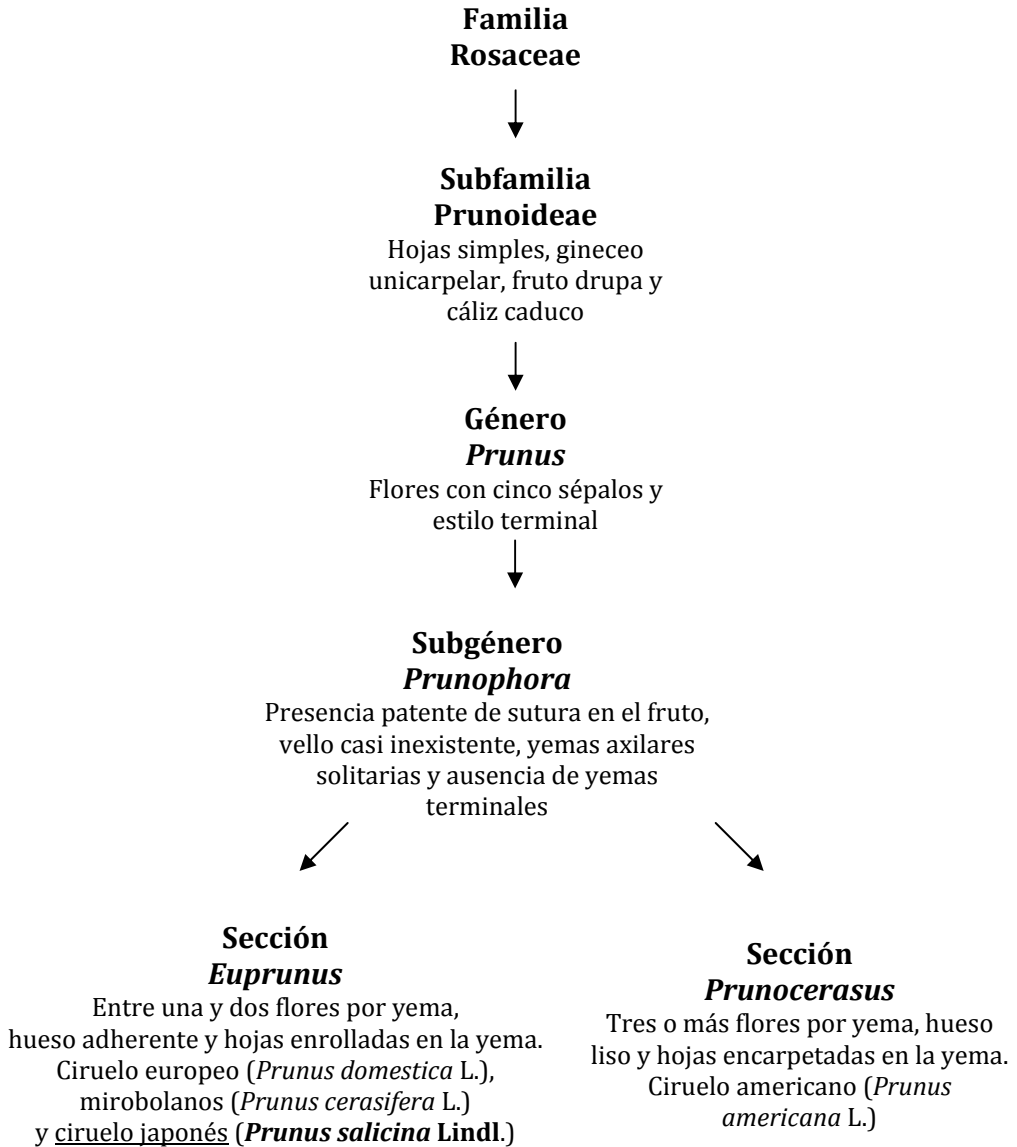 Familia
Rosaceae
Subfamilia
Prunoideae
Hojas simples, gineceo
unicarpelar, fruto drupa y
cáliz caduco
Género
Prunus
Flores con cinco sépalos y
estilo terminal
Subgénero
Prunophora
Presencia patente de sutura en el fruto,
vello casi inexistente, yemas axilares
solitarias y ausencia de yemas
terminales
Sección
Euprunus
Entre una y dos flores por yema,
hueso adherente y hojas enrolladas en la yema.
Ciruelo europeo (Prunus domestica L.),
mirobolanos (Prunus cerasifera L.)
y ciruelo japonés (Prunus salicina Lindl.)
Sección
Prunocerasus
Tres o más flores por yema, hueso
liso y hojas encarpetadas en la yema.
Ciruelo americano (Prunus
americana L.)